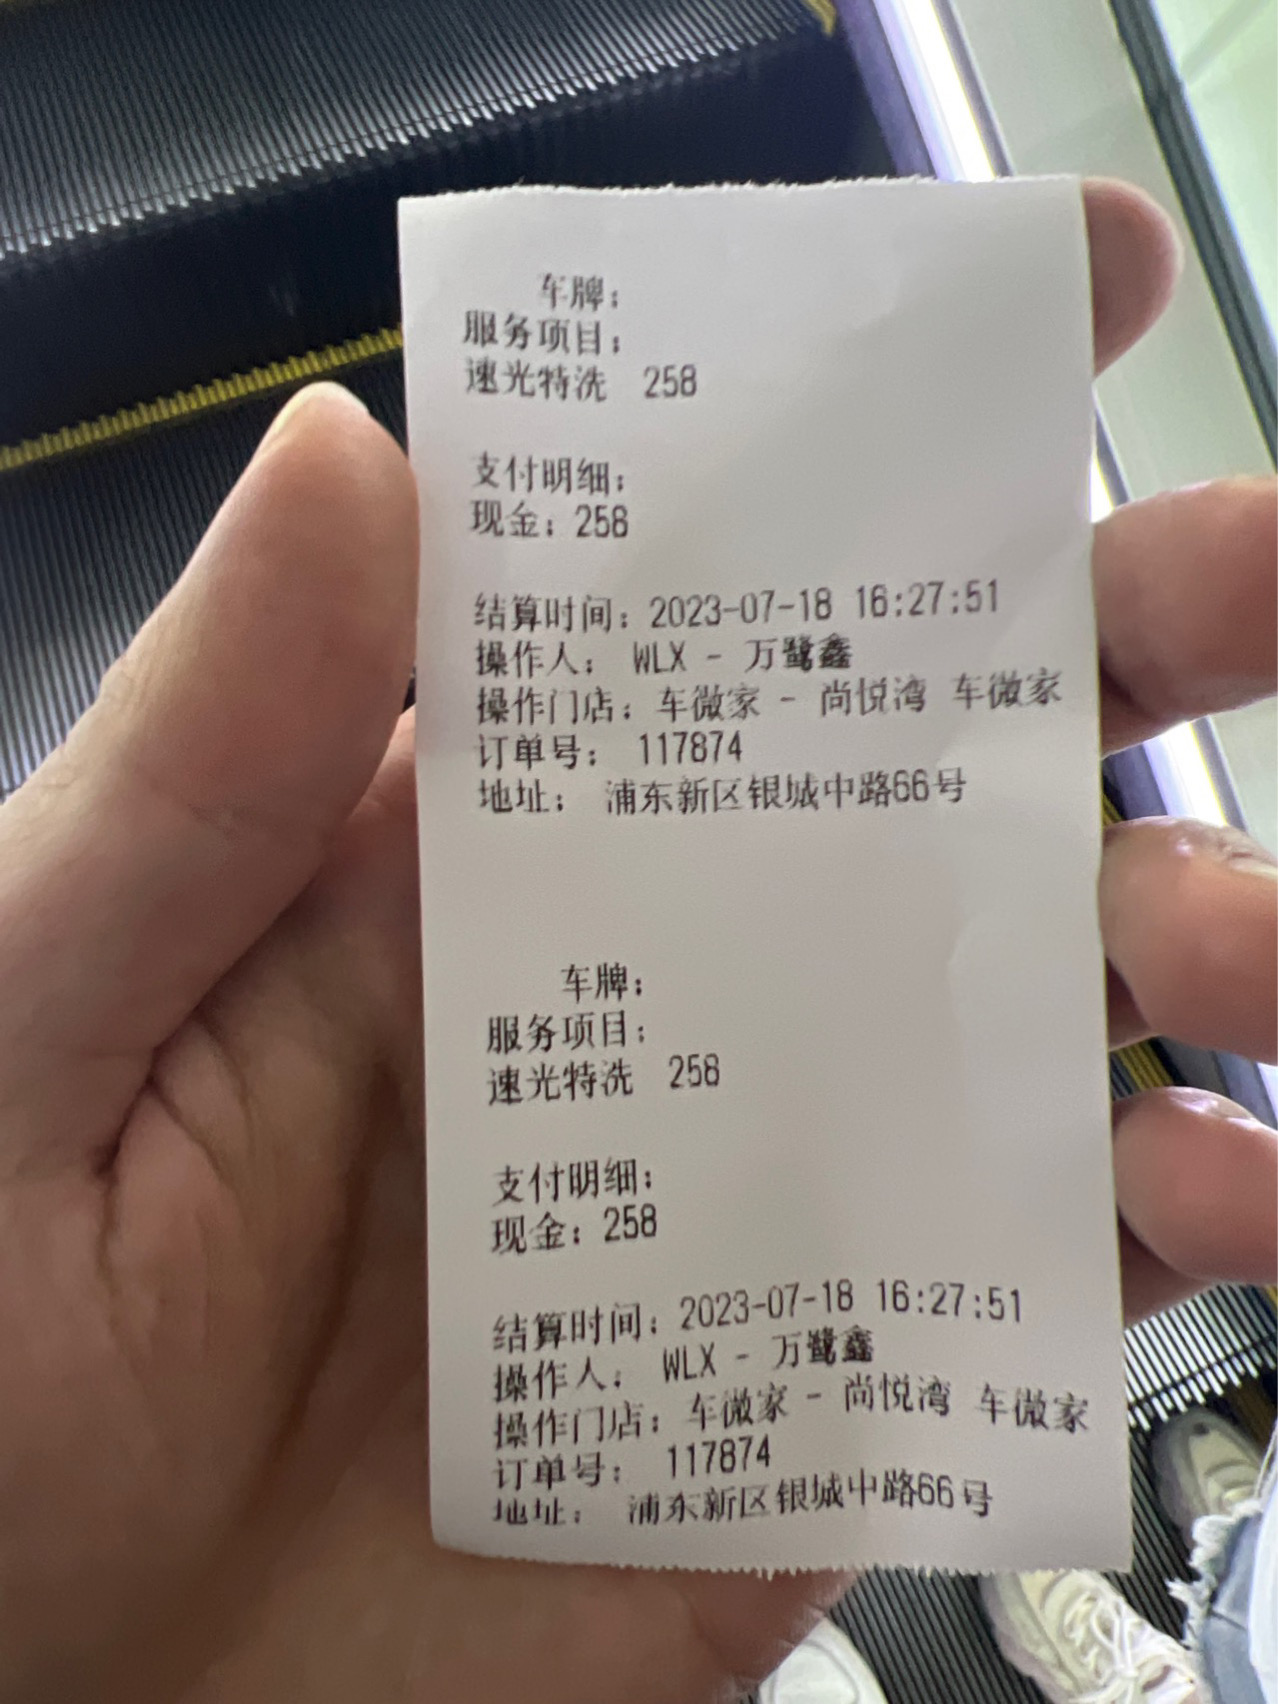 车牌：
服务项目：
速光特洗 258
支付明细：
现金：258
结算时间：2023-07-18 16:27:51
操作人： WLX - 万鹭鑫
操作门店：车微家 - 尚悦湾 车微家
订单号： 117874
地址： 浦东新区银城中路66号
车牌：
服务项目：
速光特洗 258
支付明细：
现金：258
结算时间：2023-07-18 16:27:51
操作人： WLX - 万鹭鑫
操作门店：车微家 - 尚悦湾 车微家
订单号： 117874
地址： 浦东新区银城中路66号